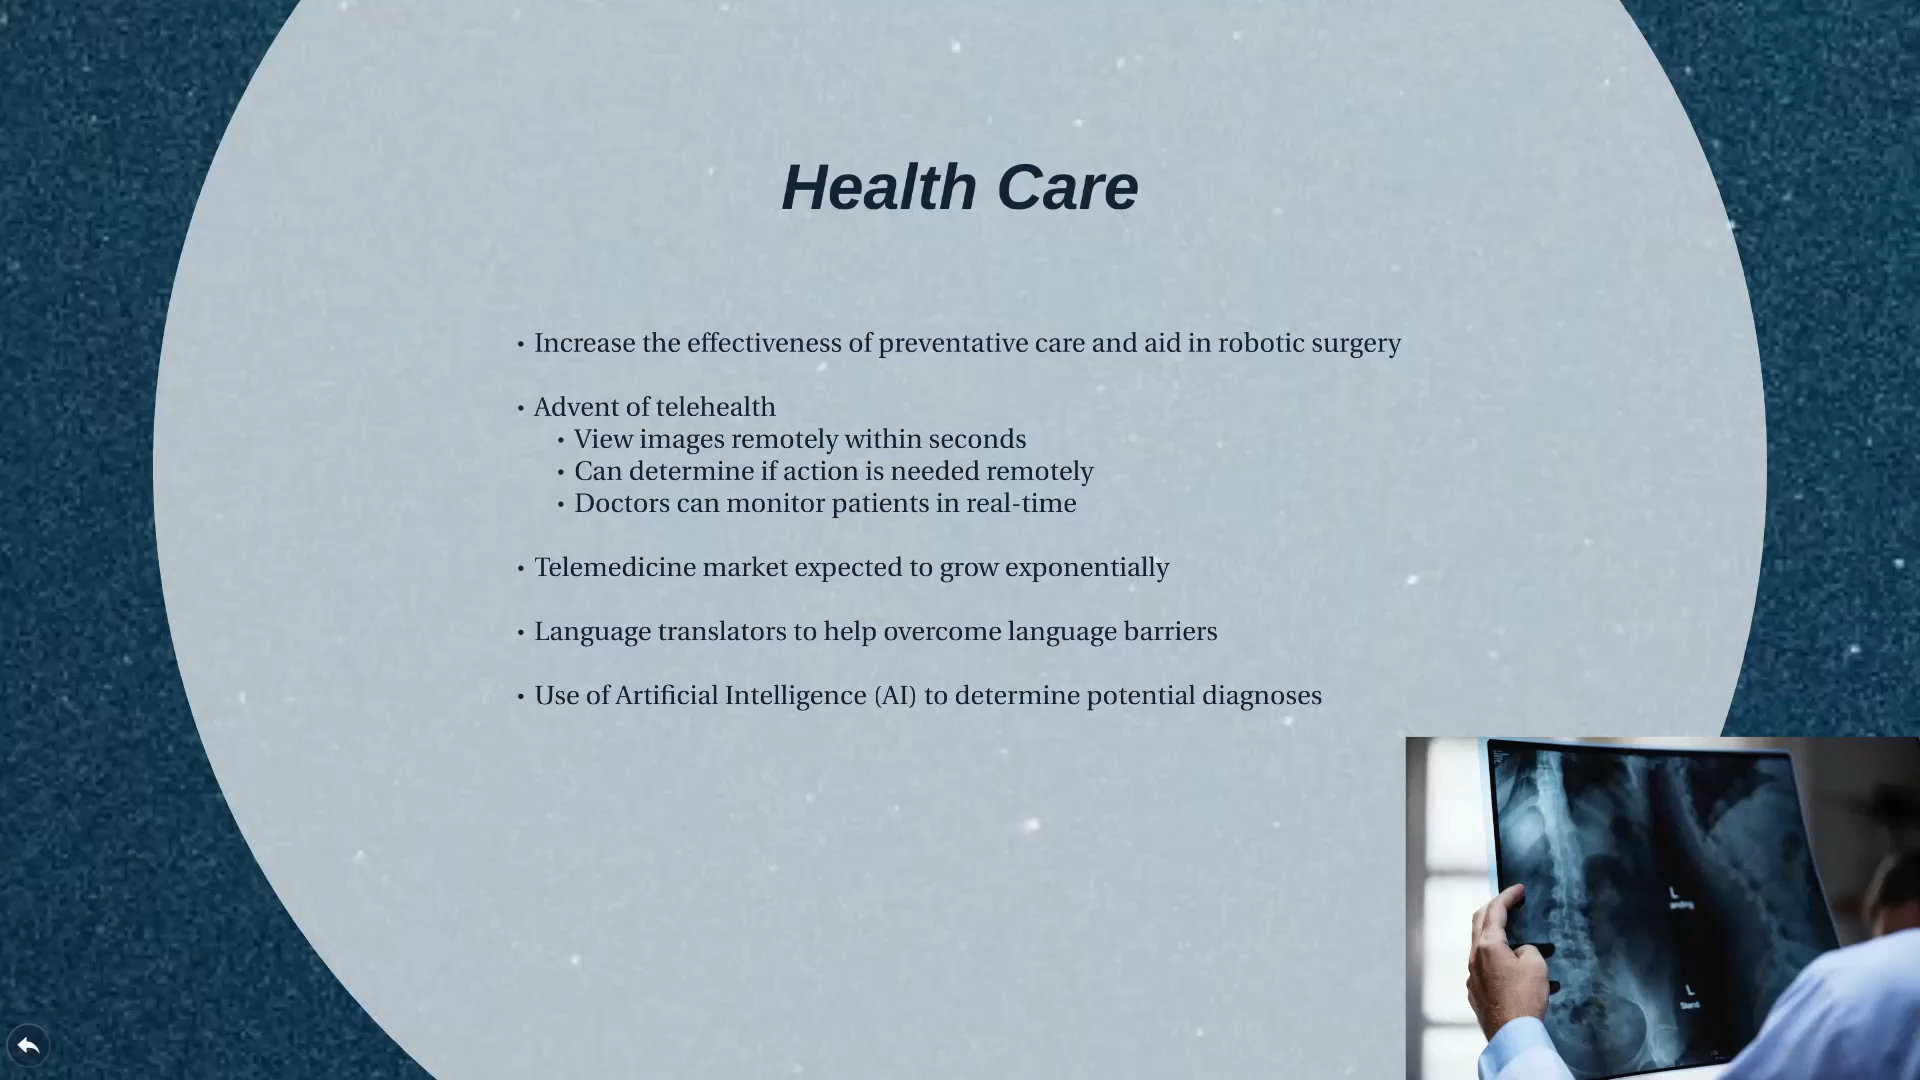 Health Care
• Increase the effectiveness of preventative care and aid in robotic surgery
• Advent of telehealth
• View images remotely within seconds
• Can determine if action is needed remotely
• Doctors can monitor patients in real-time
• Telemedicine market expected to grow exponentially
• Language translators to help overcome language barriers
• Use of Artificial Intelligence (AI) to determine potential diagnoses
L
L
Stand